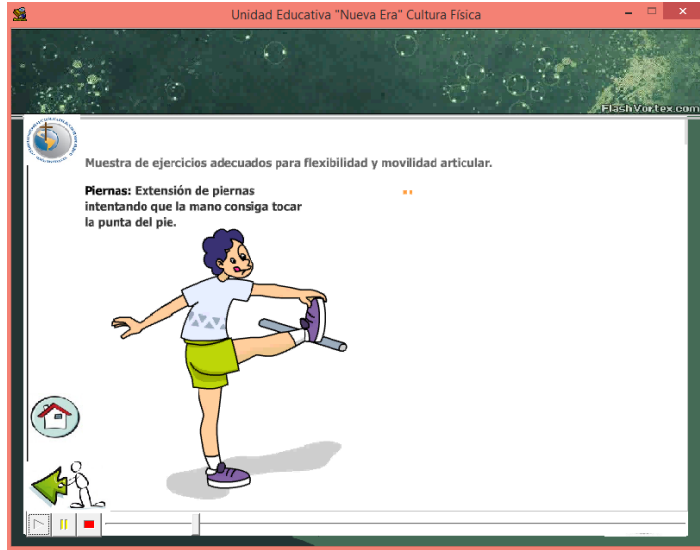 Unidad Educativa "Nueva Era" Cultura Física
FlashVortex.com
Muestra de ejercicios adecuados para flexibilidad y movilidad articular.
Piernas: Extensión de piernas
intentando que la mano consiga tocar
la punta del pie.